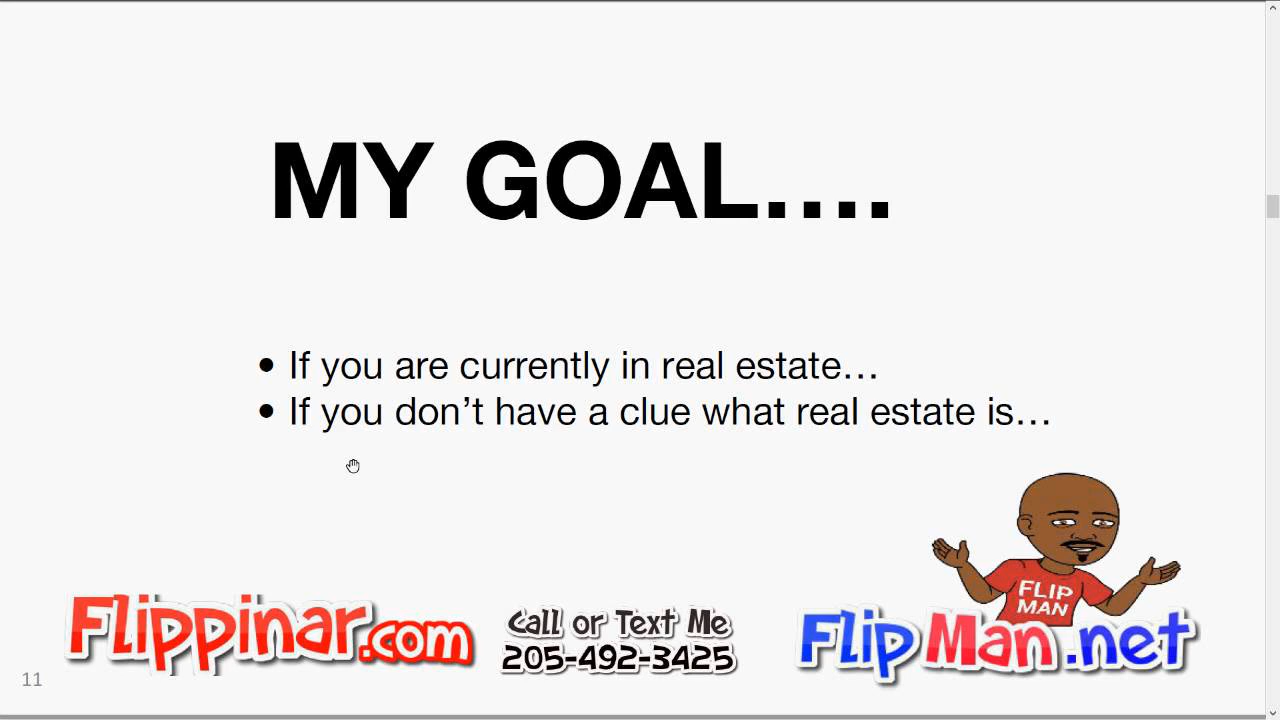 MY GOAL....
• If you are currently in real estate…
• If you don’t have a clue what real estate is…
FLIP
MAN
Flippinar.com
Call or Text Me
205-492-3425
FlipMan.net
11